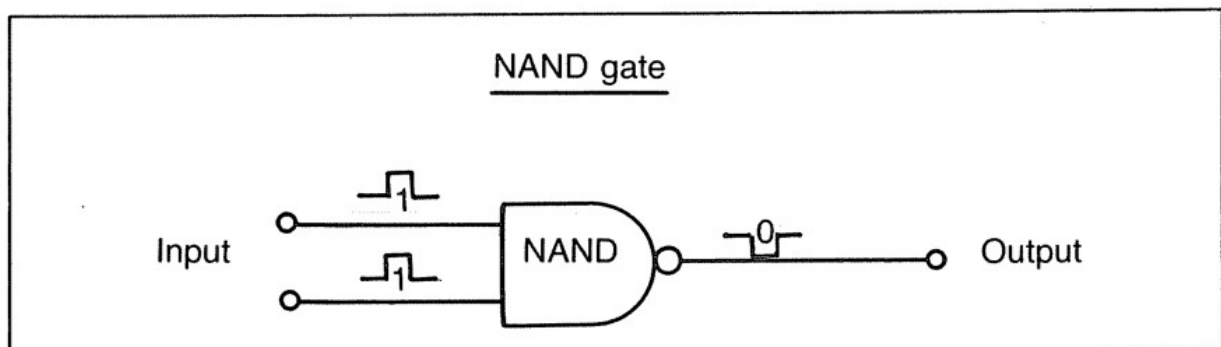 NAND gate
1
Input
NAND
0
Output
1